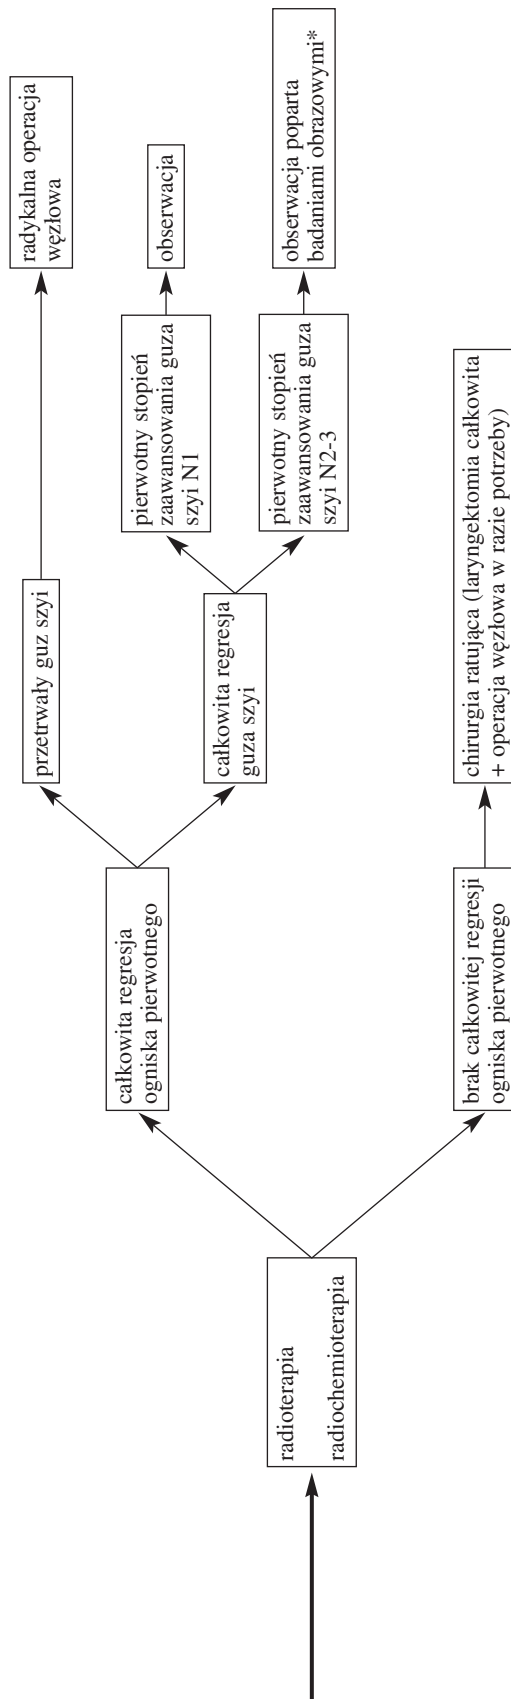 radioterapia
radiochemioterapia
całkowita regresja
ogniska pierwotnego
przetrwały guz szyi
radykalna operacja
węzłowa
całkowita regresja
guza szyi
pierwotny stopień
zaawansowania guza
szyi N1
obserwacja
pierwotny stopień
zaawansowania guza
szyi N2-3
obserwacja poparta
badaniami obrazowymi*
brak całkowitej regresji
ogniska pierwotnego
chirurgia ratująca (laryngektomia całkowita
+ operacja węzłowa w razie potrzeby)